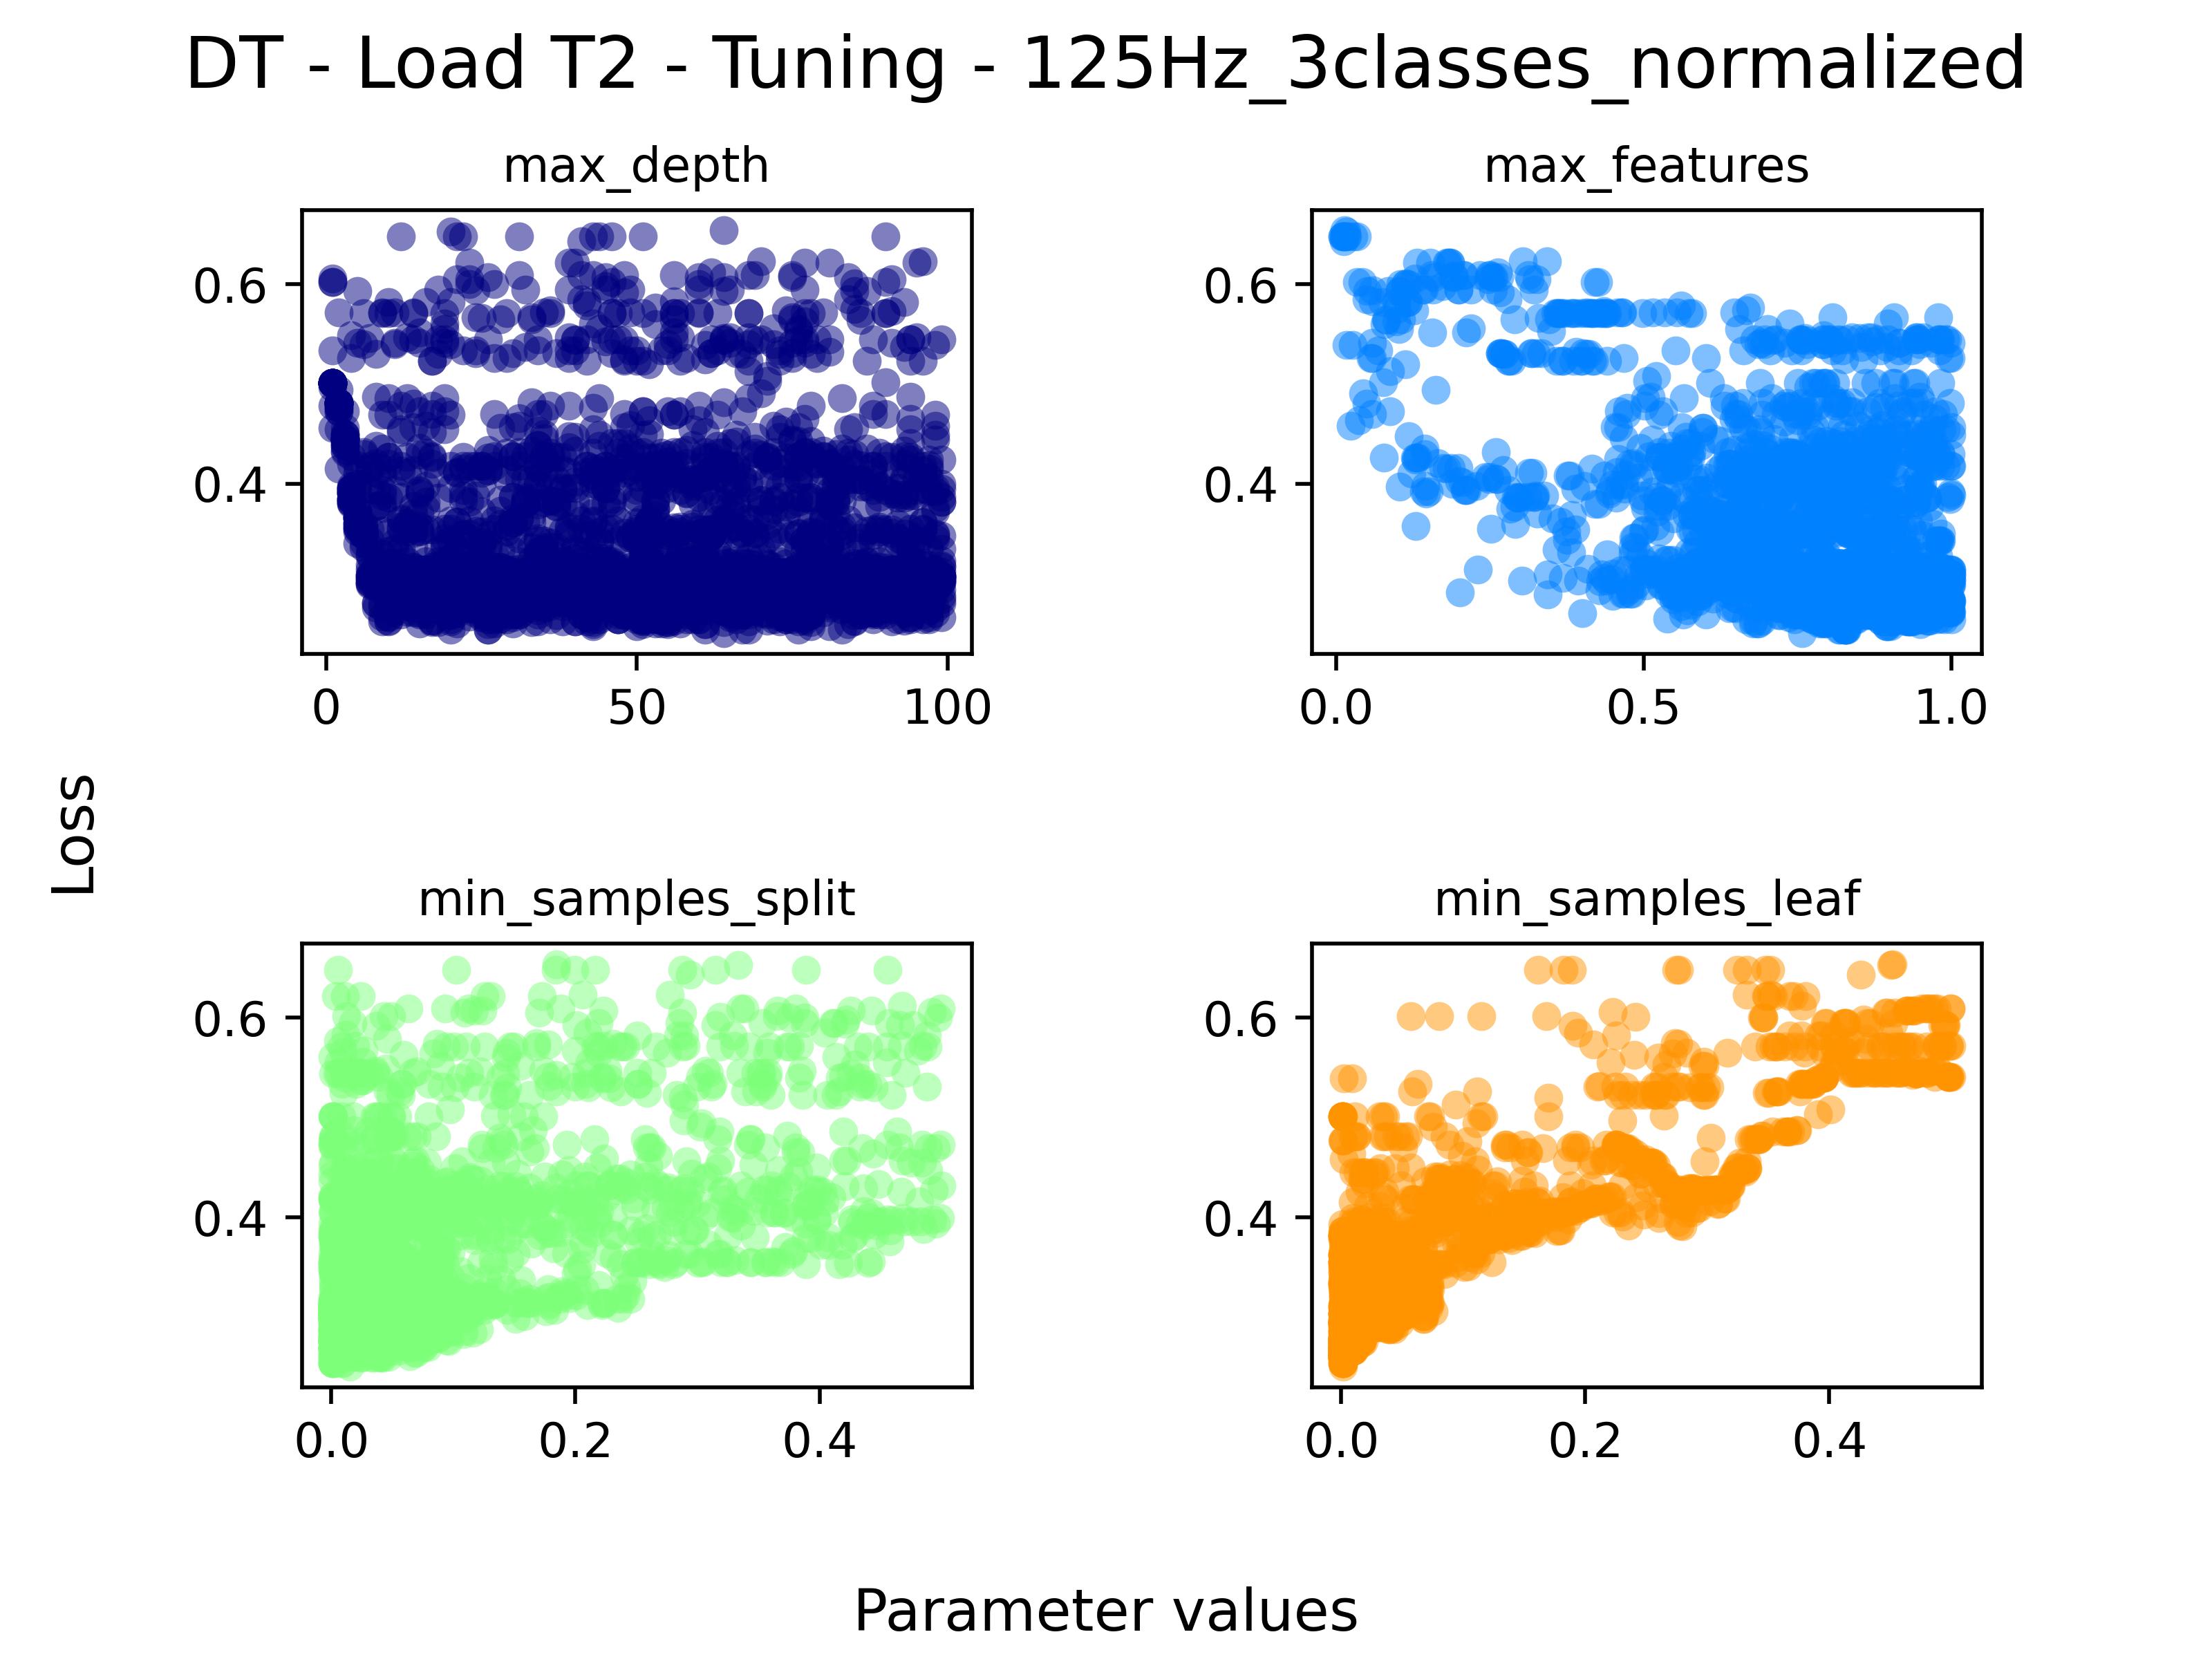 DT - Load T2 - Tuning - 125Hz_3classes_normalized
max_depth
max_features
0.6
0.4
0
50
100
0.6
0.4
0.0
0.5
1.0
Loss
min_samples_split
min_samples_leaf
0.6
0.4
0.0
0.2
0.4
0.6
0.4
0.0
0.2
0.4
Parameter values